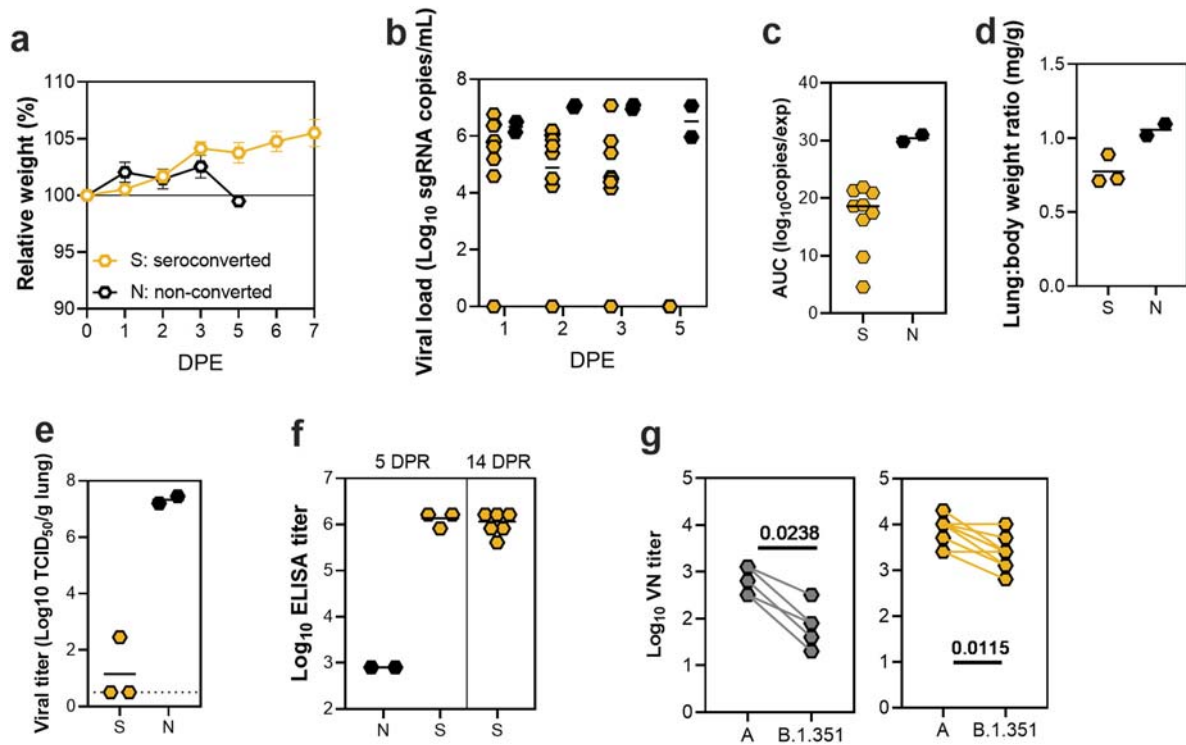 a
Relative weight (%)
110
105
100
95
90
S: seroconverted
N: non-converted
0 1 2 3 5 6 7
DPE
b
Viral load (Log10 sgRNA copies/mL)
8
6
4
2
0
1 2 3 5
DPE
c
AUC (log10copies/exp)
40
30
20
10
0
S N
d
Lung:body weight ratio (mg/g)
1.5
1.0
0.5
0.0
S N
e
Viral titer (Log10 TCID50/g lung)
8
6
4
2
0
S N
f
5 DPR 14 DPR
Log10 ELISA titer
7
6
5
4
3
2
N S S
g
Log10 VN titer
5
4
3
2
1
0
0.0238
A B.1.351
5
4
3
2
1
0
0.0115
A B.1.351